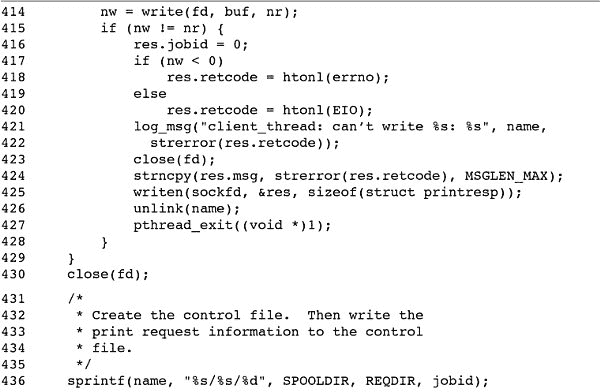 414         nw = write(fd, buf, nr);
415         if (nw != nr) {
416             res.jobid = 0;
417             if (nw < 0)
418                 res.retcode = htonl(errno);
419             else
420                 res.retcode = htonl(EIO);
421             log_msg("client_thread: can't write %s: %s", name,
422               strerror(res.retcode));
423             close(fd);
424             strncpy(res.msg, strerror(res.retcode), MSGLEN_MAX);
425             writen(sockfd, &res, sizeof(struct printresp));
426             unlink(name);
427             pthread_exit((void *)1);
428         }
429     }
430     close(fd);
431     /*
432      * Create the control file.  Then write the
433      * print request information to the control
434      * file.
435      */
436     sprintf(name, "%s/%s/%d", SPOOLDIR, REQDIR, jobid);